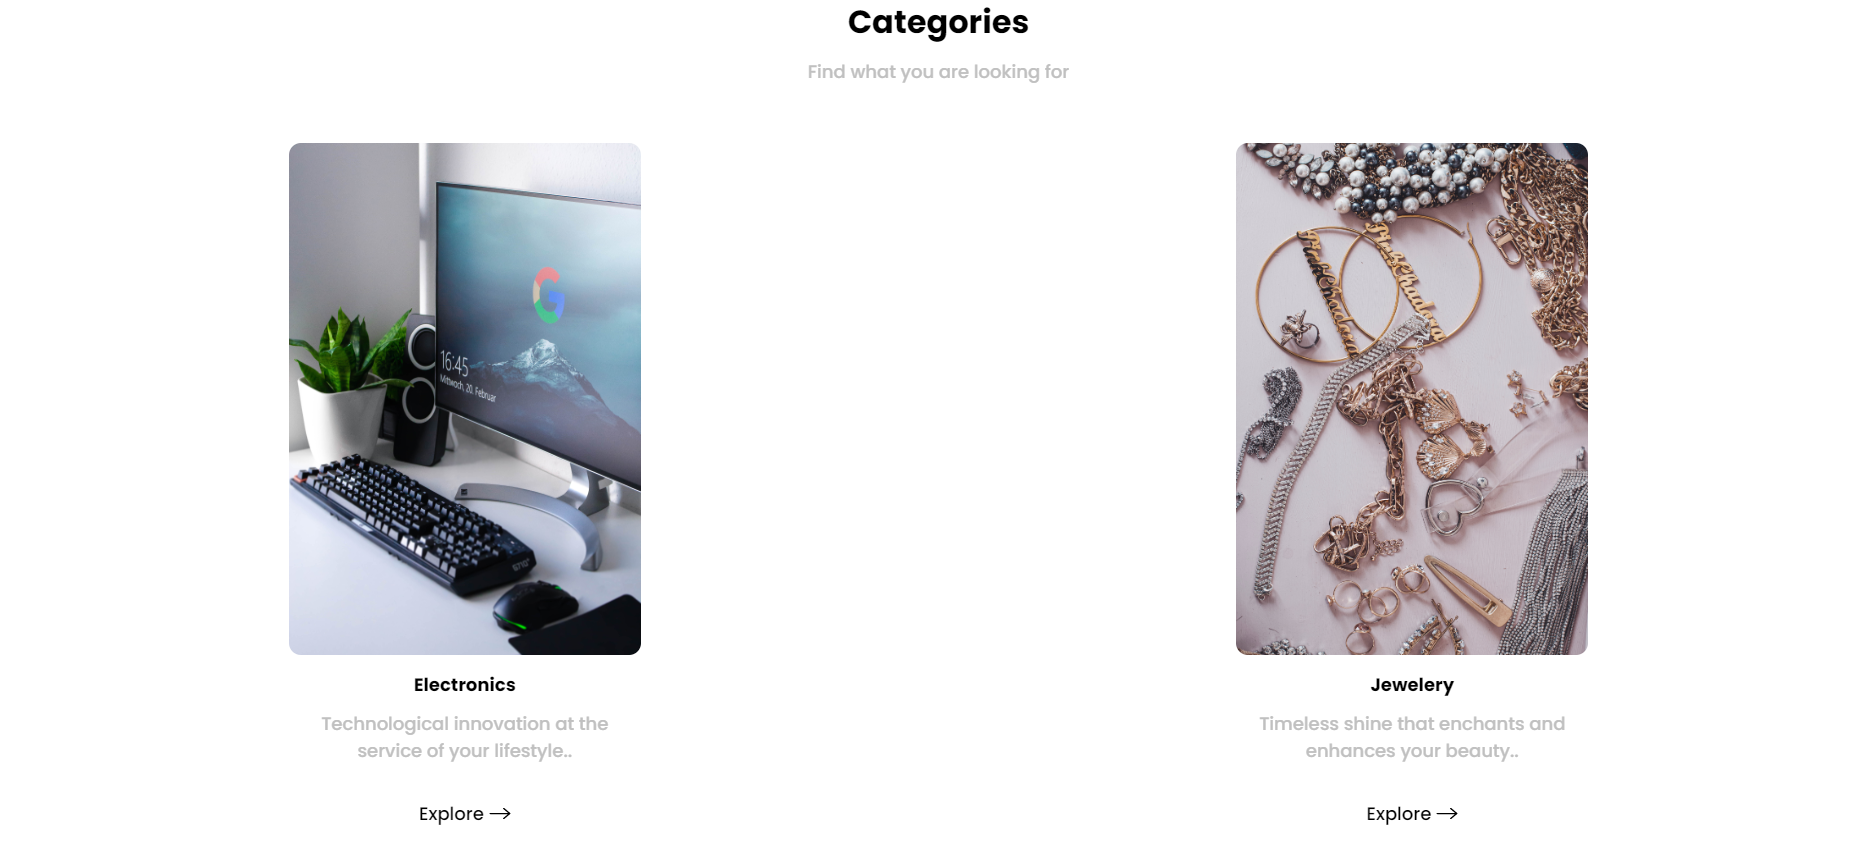 Categories
Find what you are looking for
G
16:45
Mittwoch, 20. Februar
Electronics
Technological innovation at the
service of your lifestyle..
Explore
Jewelery
Timeless shine that enchants and
enhances your beauty..
Explore